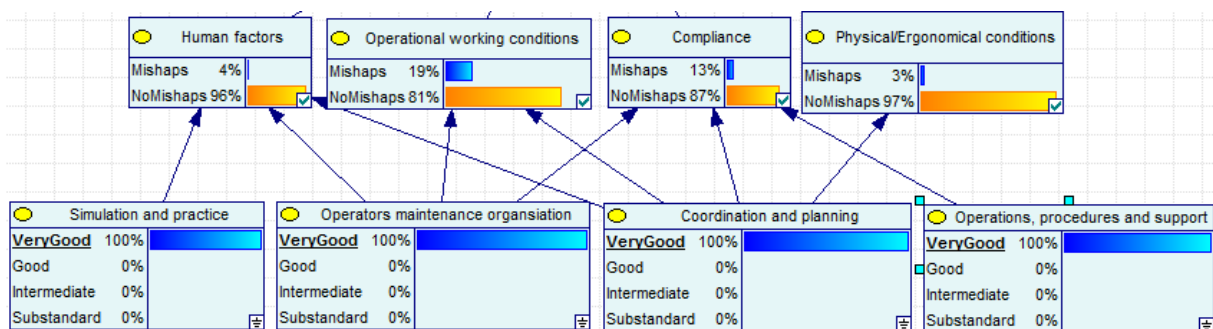 Human factors
Mishaps 4%
NoMishaps 96%
Operational working conditions
Mishaps 19%
NoMishaps 81%
Compliance
Mishaps 13%
NoMishaps 87%
Physical/Ergonomical conditions
Mishaps 3%
NoMishaps 97%
Simulation and practice
VeryGood 100%
Good 0%
Intermediate 0%
Substandard 0%
Operators maintenance organsiation
VeryGood 100%
Good 0%
Intermediate 0%
Substandard 0%
Coordination and planning
VeryGood 100%
Good 0%
Intermediate 0%
Substandard 0%
Operations, procedures and support
VeryGood 100%
Good 0%
Intermediate 0%
Substandard 0%